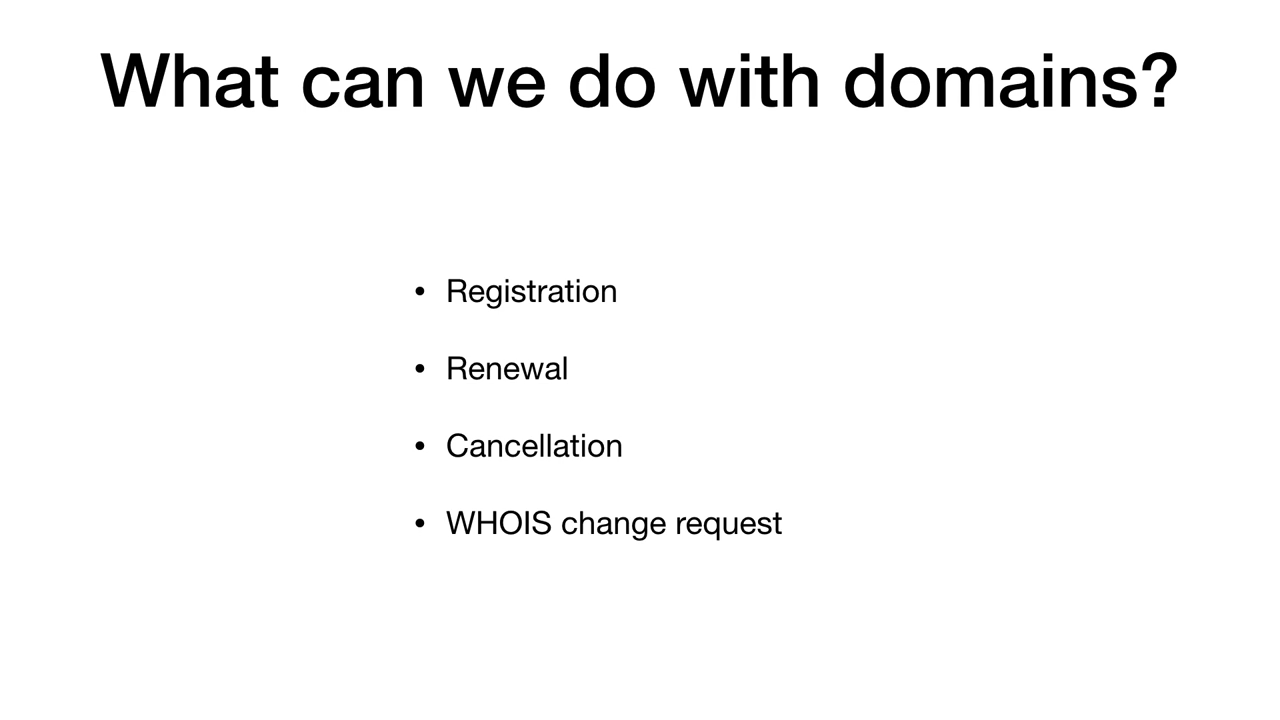 What can we do with domains?
• Registration
• Renewal
• Cancellation
• WHOIS change request